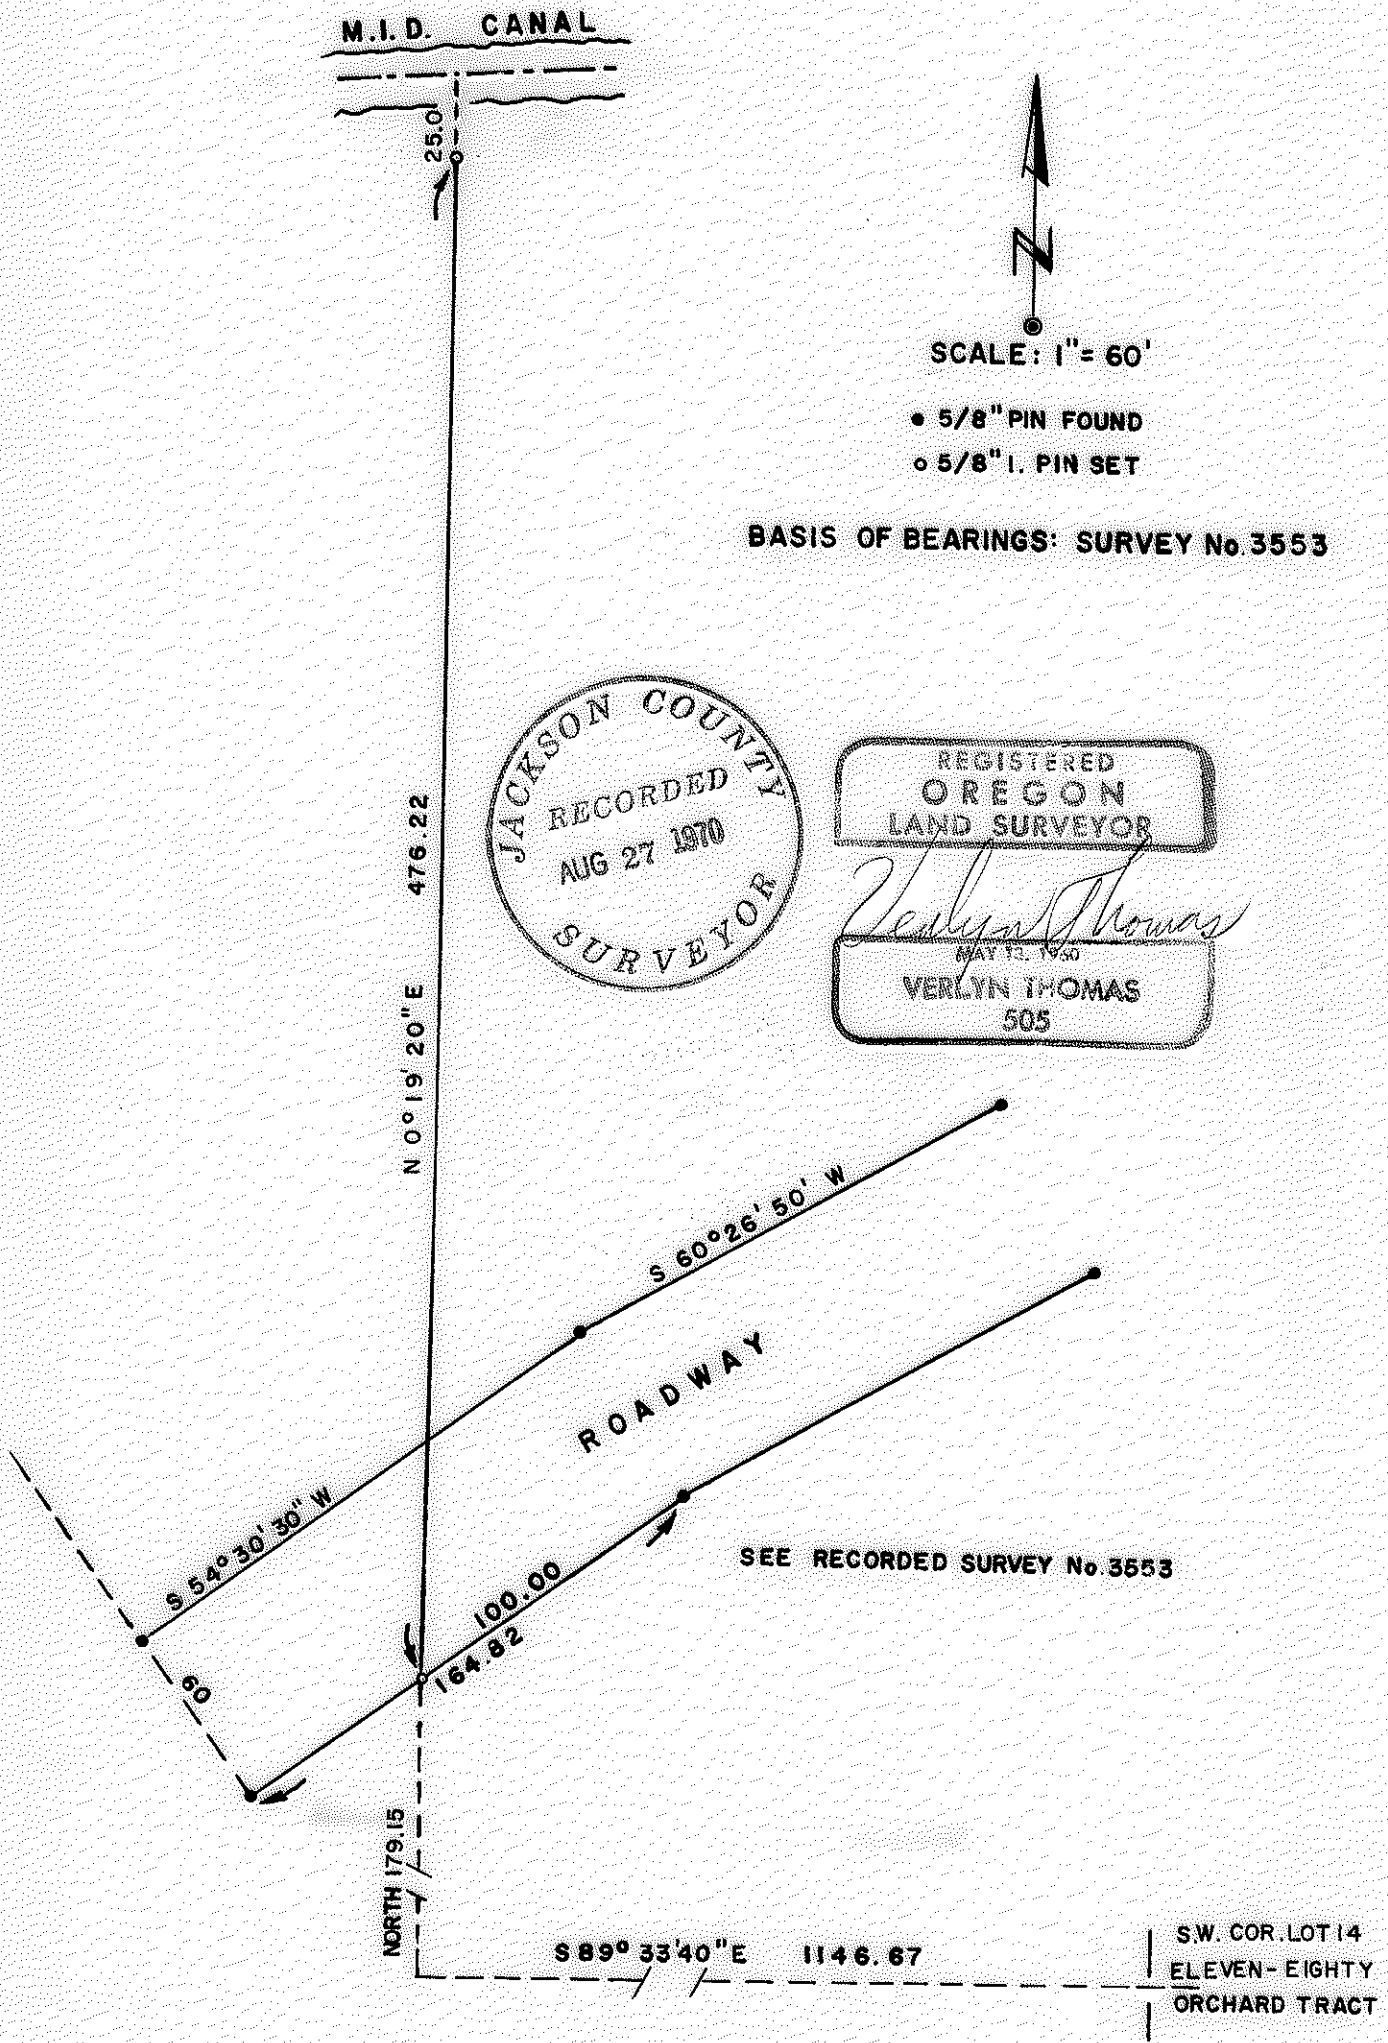 M.I.D. CANAL
25.0
N
SCALE: 1"= 60'
5/8" PIN FOUND
5/8" I. PIN SET
BASIS OF BEARINGS: SURVEY No. 3553
N 0° 19' 20" E 476.22
JACKSON COUNTY
RECORDED
AUG 27 1970
SURVEYOR
REGISTERED
OREGON
LAND SURVEYOR
Verlyn Thomas
MAY 13, 1960
VERLYN THOMAS
505
S 60° 26' 50' W
ROADWAY
S 54° 30' 30" W
SEE RECORDED SURVEY No. 3553
100.00
164.82
60
NORTH 179.15
S 89° 33' 40" E 1146.67
S.W. COR. LOT 14
ELEVEN-EIGHTY
ORCHARD TRACT